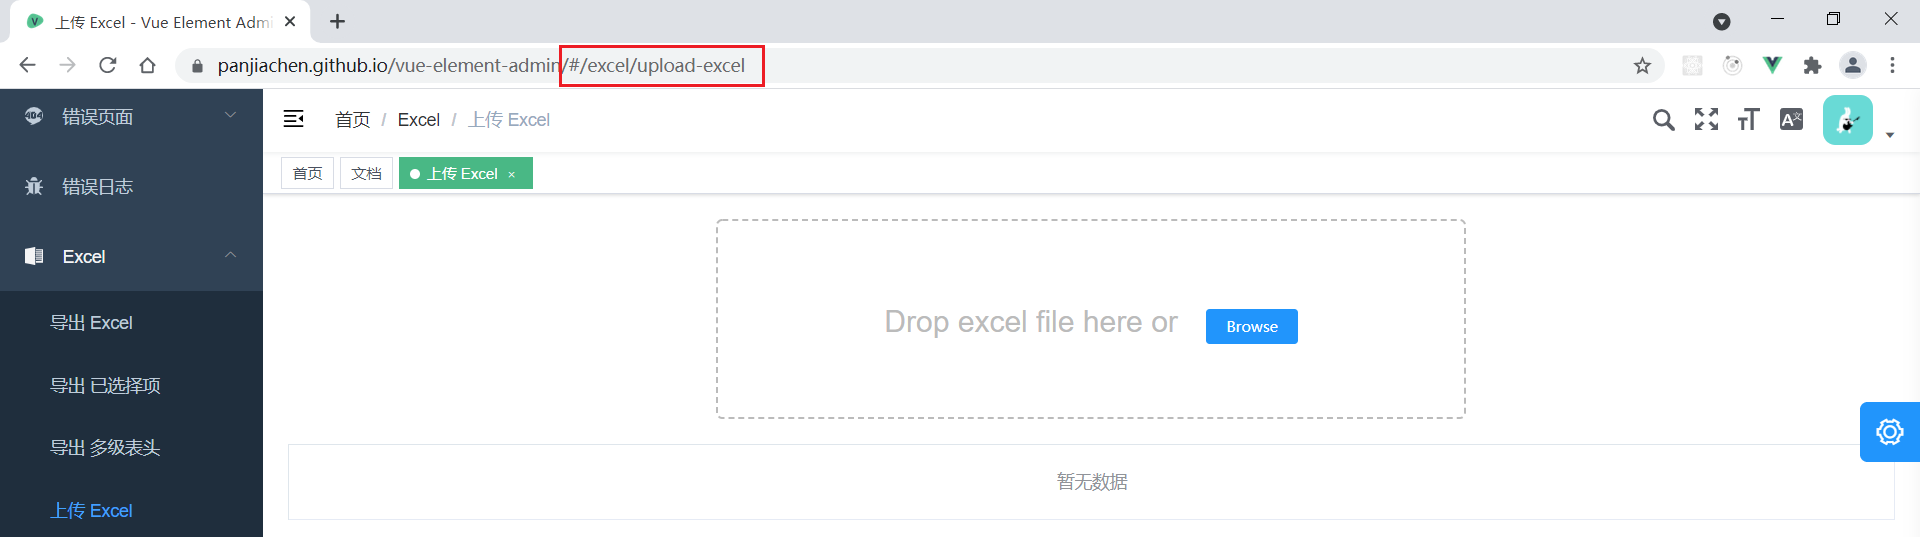 上传 Excel - Vue Element Admi
panjiachen.github.io/vue-element-admin/#/excel/upload-excel
404 错误页面
首页 / Excel / 上传 Excel
首页 文档 上传 Excel ×
错误日志
Excel
导出 Excel
导出 已选择项
导出 多级表头
上传 Excel
Drop excel file here or Browse
暂无数据